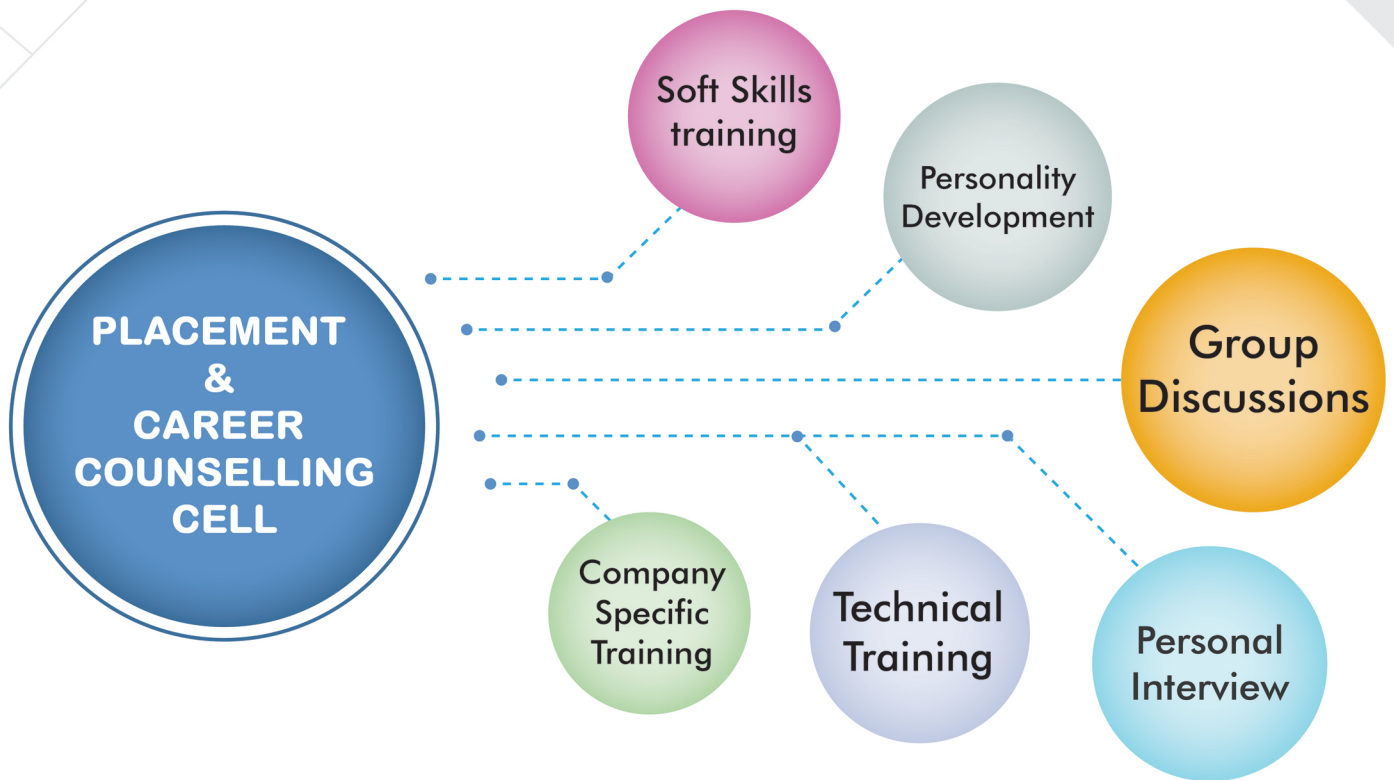 PLACEMENT
&
CAREER
COUNSELLING
CELL
Soft Skills
training
Personality
Development
Group
Discussions
Company
Specific
Training
Technical
Training
Personal
Interview